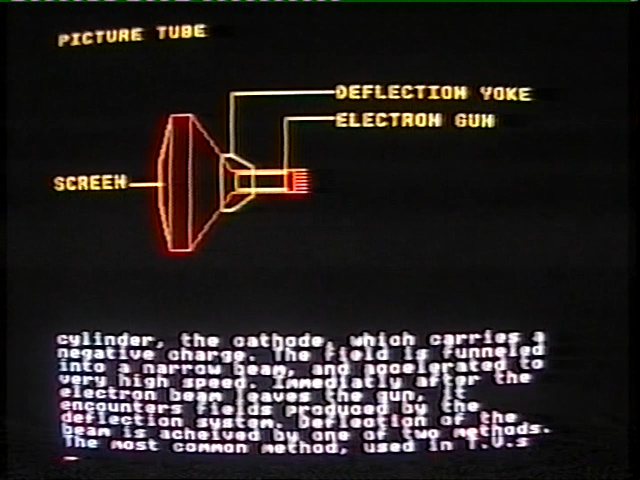 PICTURE TUBE
DEFLECTION YOKE
ELECTRON GUN
SCREEN
cylinder, the cathode, which carries a
negative charge. The field is funneled
into a narrow beam, and accelerated to
very high speed. Immediatly after the
electron beam leaves the gun, it
encounters fields produced by the
deflection system. Deflection of the
beam is acheived by one of two methods.
The most common method, used in T.V.s